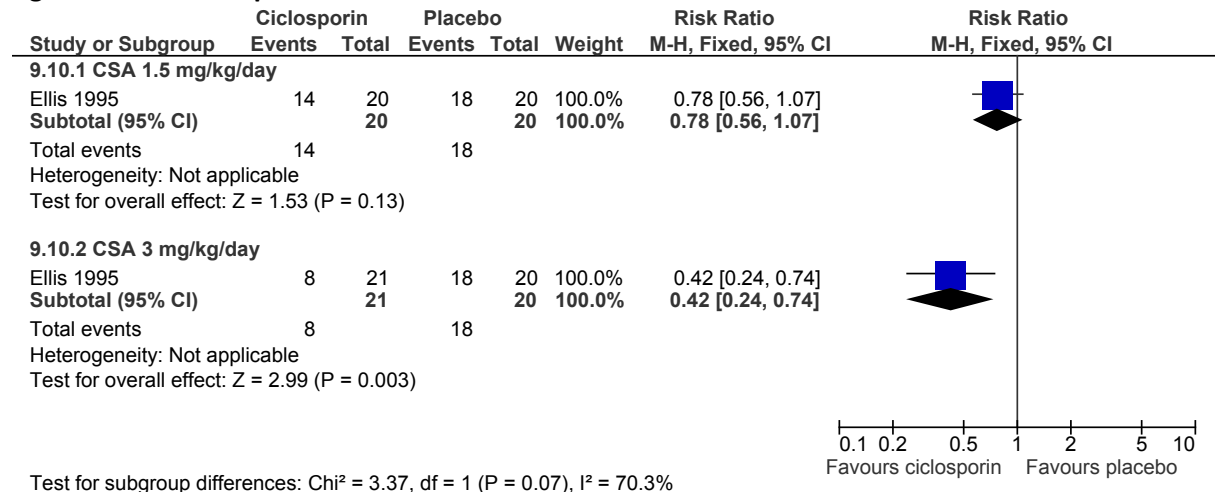 Ciclosporin Placebo Risk Ratio Risk Ratio
Study or Subgroup Events Total Events Total Weight M-H, Fixed, 95% CI M-H, Fixed, 95% CI
9.10.1 CSA 1.5 mg/kg/day
Ellis 1995 14 20 18 20 100.0% 0.78 [0.56, 1.07]
Subtotal (95% CI) 20 20 100.0% 0.78 [0.56, 1.07]
Total events 14 18
Heterogeneity: Not applicable
Test for overall effect: Z = 1.53 (P = 0.13)
9.10.2 CSA 3 mg/kg/day
Ellis 1995 8 21 18 20 100.0% 0.42 [0.24, 0.74]
Subtotal (95% CI) 21 20 100.0% 0.42 [0.24, 0.74]
Total events 8 18
Heterogeneity: Not applicable
Test for overall effect: Z = 2.99 (P = 0.003)
0.1 0.2 0.5 1 2 5 10
Favours ciclosporin Favours placebo
Test for subgroup differences: Chi² = 3.37, df = 1 (P = 0.07), I² = 70.3%